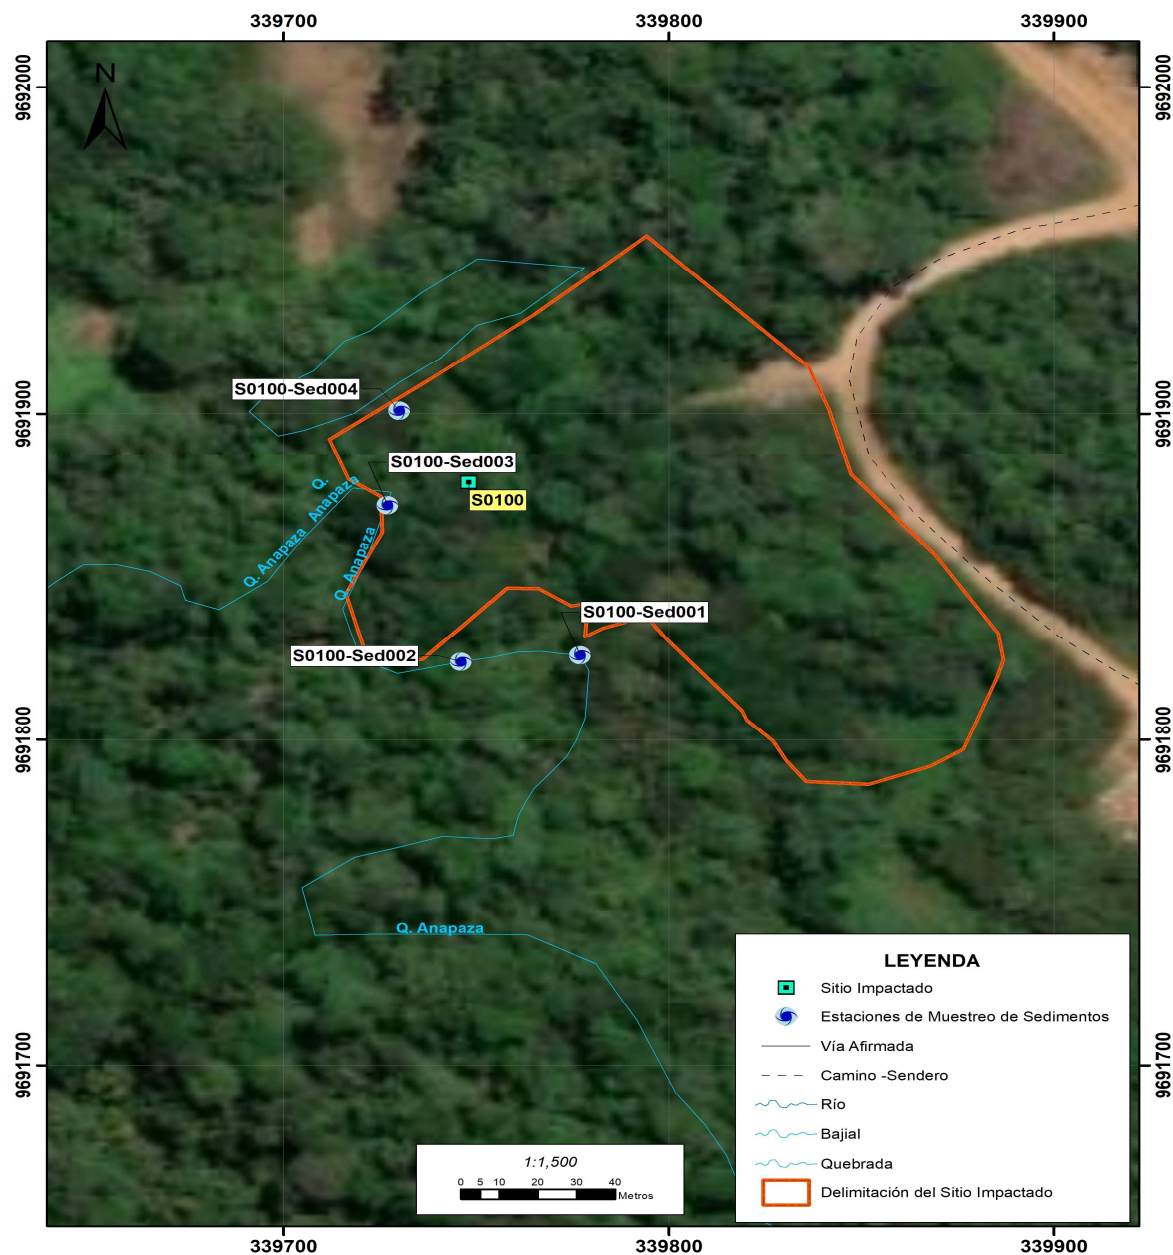 339700
339800
339900
N
9692000
9692000
S0100-Sed004
9691900
9691900
S0100-Sed003
S0100
Q.
Anapaza
Q. Anapaza
Q. Anapaza
S0100-Sed001
S0100-Sed002
9691800
9691800
Q. Anapaza
9691700
9691700
LEYENDA
Sitio Impactado
Estaciones de Muestreo de Sedimentos
Vía Afirmada
Camino -Sendero
Río
Bajial
Quebrada
Delimitación del Sitio Impactado
1:1,500
0 5 10 20 30 40
Metros
339700
339800
339900